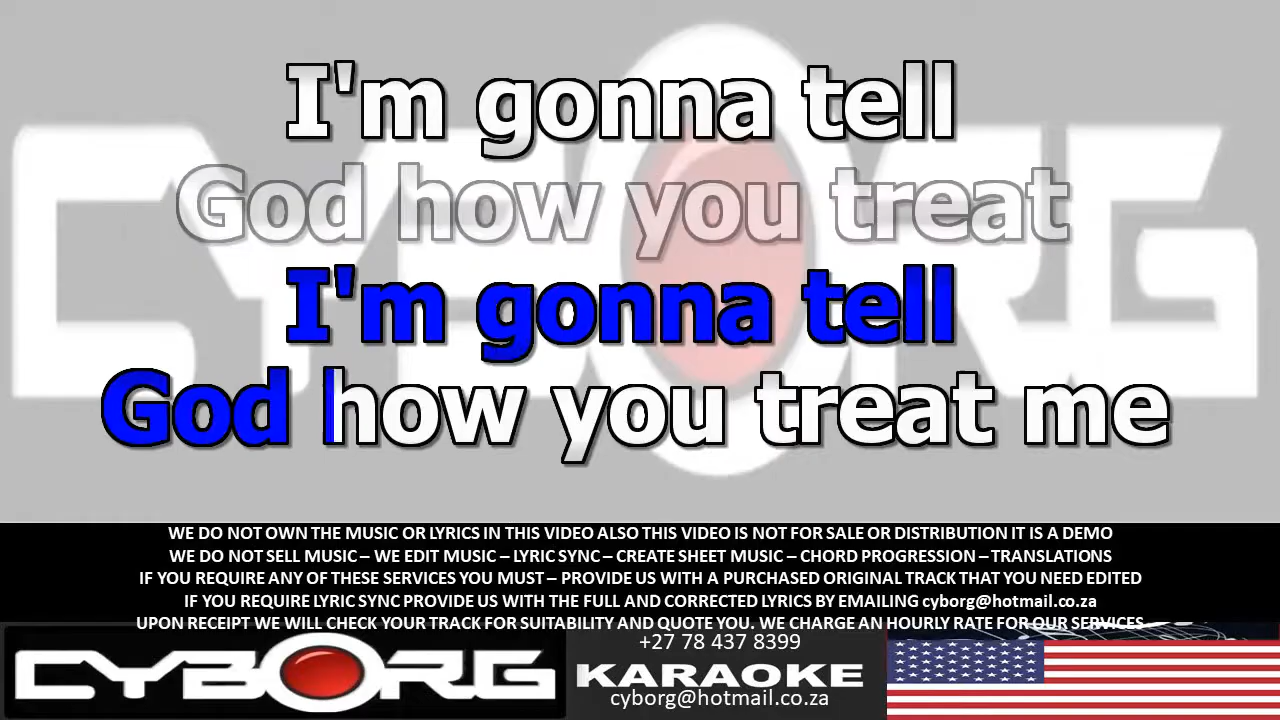 CYBORG
I'm gonna tell
God how you treat
I'm gonna tell
God how you treat me
WE DO NOT OWN THE MUSIC OR LYRICS IN THIS VIDEO ALSO THIS VIDEO IS NOT FOR SALE OR DISTRIBUTION IT IS A DEMO
WE DO NOT SELL MUSIC – WE EDIT MUSIC – LYRIC SYNC – CREATE SHEET MUSIC – CHORD PROGRESSION – TRANSLATIONS
IF YOU REQUIRE ANY OF THESE SERVICES YOU MUST – PROVIDE US WITH A PURCHASED ORIGINAL TRACK THAT YOU NEED EDITED
IF YOU REQUIRE LYRIC SYNC PROVIDE US WITH THE FULL AND CORRECTED LYRICS BY EMAILING cyborg@hotmail.co.za
UPON RECEIPT WE WILL CHECK YOUR TRACK FOR SUITABILITY AND QUOTE YOU. WE CHARGE AN HOURLY RATE FOR OUR SERVICES
CYBORG
+27 78 437 8399
KARAOKE
cyborg@hotmail.co.za